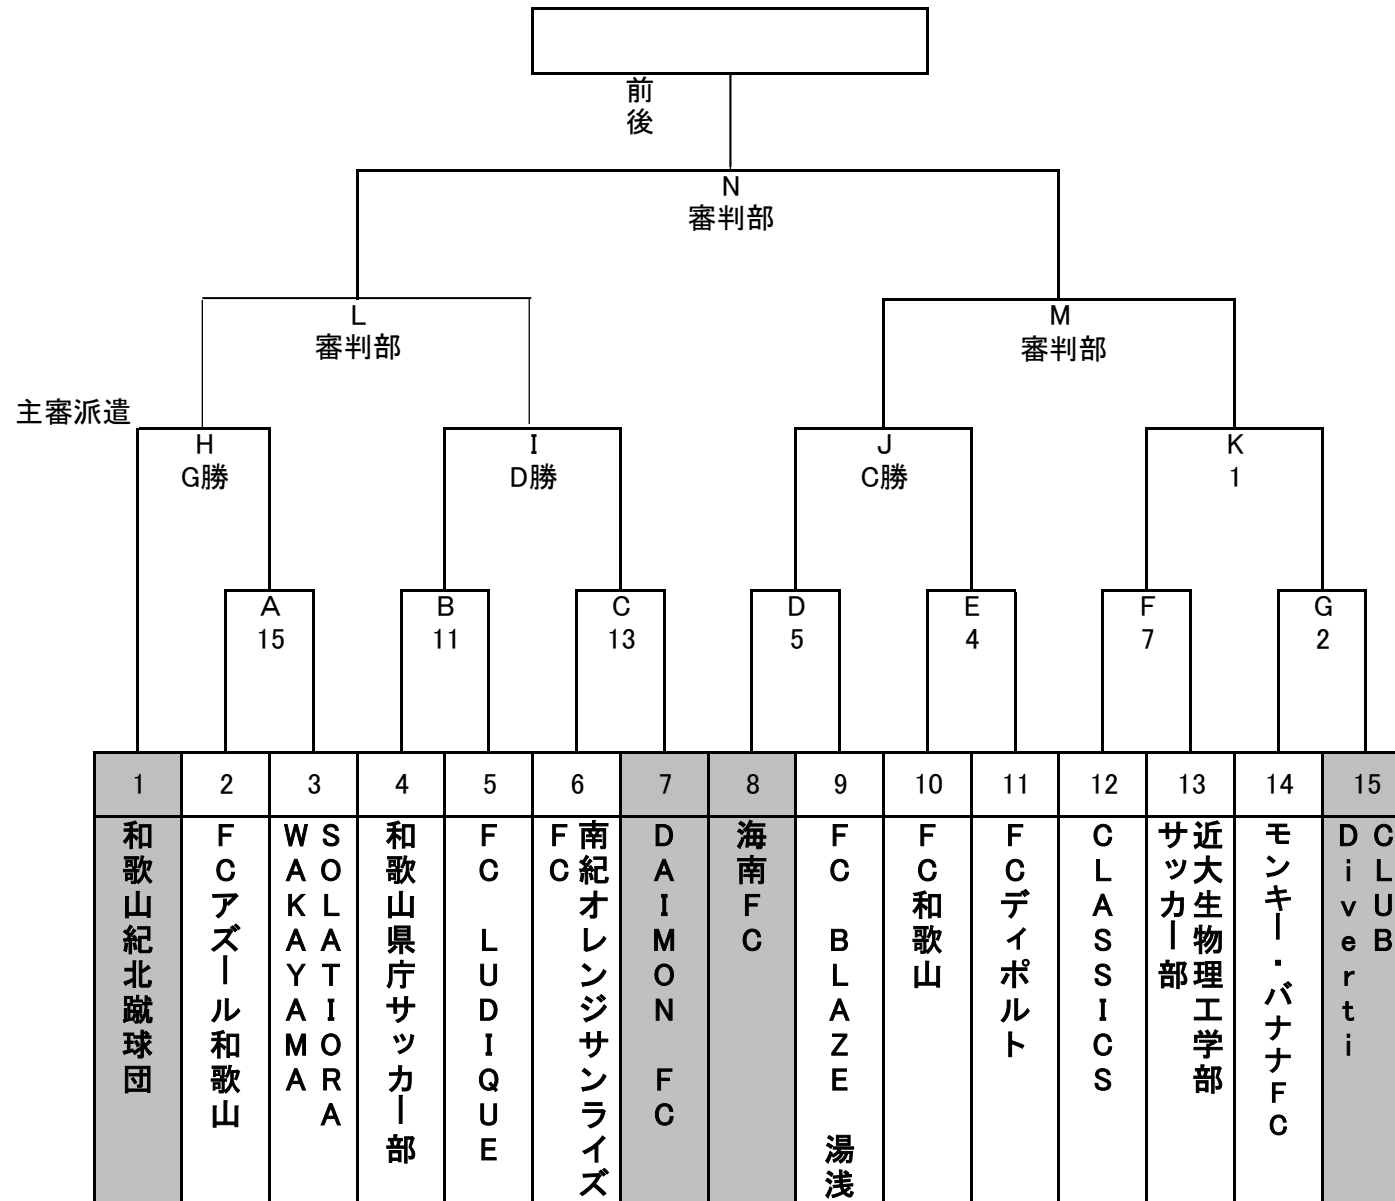 前
後
N
審判部
L
審判部
M
審判部
主審派遣
H
G勝
I
D勝
J
C勝
K
1
A
15
B
11
C
13
D
5
E
4
F
7
G
2
1
2
3
4
5
6
7
8
9
10
11
12
13
14
15
和歌山紀北蹴球団
FCアズール和歌山
SOLATIORA
WAKAYAMA
和歌山県庁サッカー部
FC LUDIQUE
南紀オレンジサンライズ
FC
DAIMON FC
海南FC
FC BLAZE 湯浅
FC和歌山
FCディポルト
CLASSICS
近大生物理工学部
サッカー部
モンキー・バナナFC
CLUB
Diverti